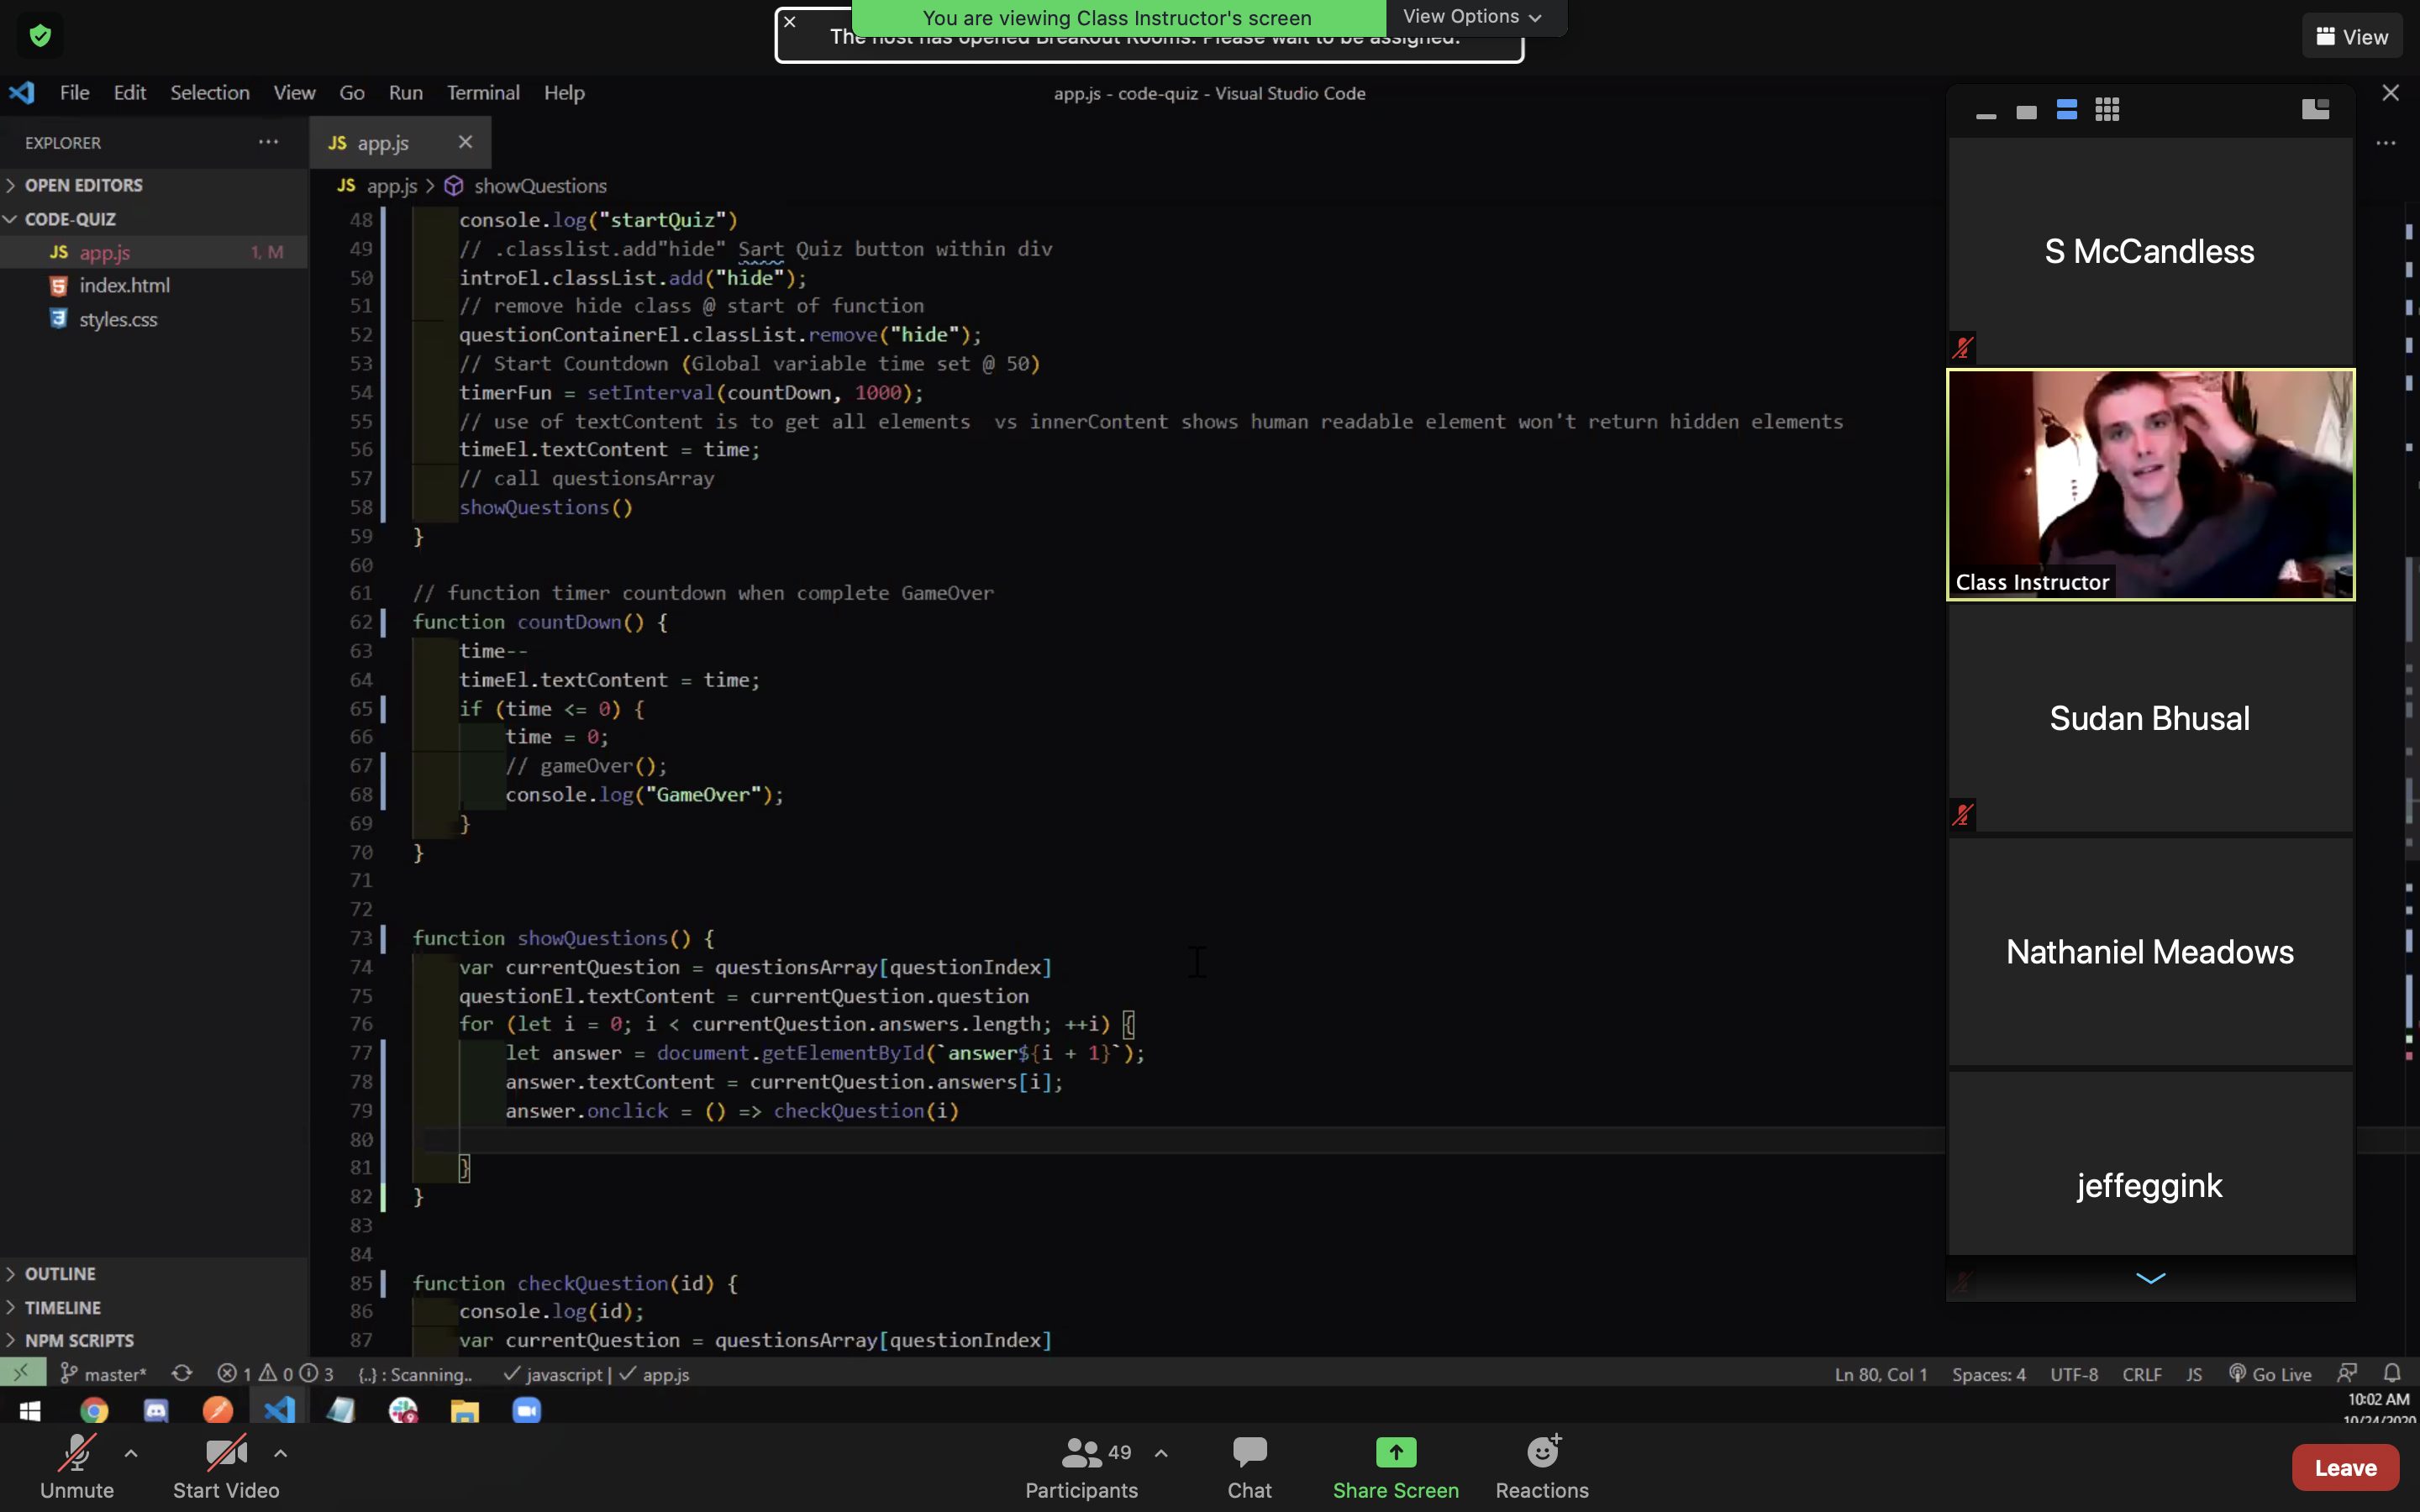 You are viewing Class Instructor's screen
View Options
The host has opened Breakout Rooms. Please wait to be assigned.
View
File Edit Selection View Go Run Terminal Help
app.js - code-quiz - Visual Studio Code
EXPLORER
JS app.js
OPEN EDITORS
JS app.js > showQuestions
CODE-QUIZ
JS app.js 1, M
index.html
styles.css
48 console.log("startQuiz")
49 // .classlist.add"hide" Sart Quiz button within div
50 introEl.classList.add("hide");
51 // remove hide class @ start of function
52 questionContainerEl.classList.remove("hide");
53 // Start Countdown (Global variable time set @ 50)
54 timerFun = setInterval(countDown, 1000);
55 // use of textContent is to get all elements  vs innerContent shows human readable element won't return hidden elements
56 timeEl.textContent = time;
57 // call questionsArray
58 showQuestions()
59 }
60
61 // function timer countdown when complete GameOver
62 function countDown() {
63 time--
64 timeEl.textContent = time;
65 if (time <= 0) {
66 time = 0;
67 // gameOver();
68 console.log("GameOver");
69 }
70 }
71
72
73 function showQuestions() {
74 var currentQuestion = questionsArray[questionIndex]
75 questionEl.textContent = currentQuestion.question
76 for (let i = 0; i < currentQuestion.answers.length; ++i) {
77 let answer = document.getElementById(`answer${i + 1}`);
78 answer.textContent = currentQuestion.answers[i];
79 answer.onclick = () => checkQuestion(i)
80
81 }
82 }
83
84
85 function checkQuestion(id) {
86 console.log(id);
87 var currentQuestion = questionsArray[questionIndex]
OUTLINE
TIMELINE
NPM SCRIPTS
S McCandless
Class Instructor
Sudan Bhusal
Nathaniel Meadows
jeffeggink
master* 1 0 3 {..} : Scanning.. javascript | app.js
Ln 80, Col 1 Spaces: 4 UTF-8 CRLF JS Go Live
10:02 AM
10/24/2020
Unmute
Start Video
49
Participants
Chat
Share Screen
Reactions
Leave